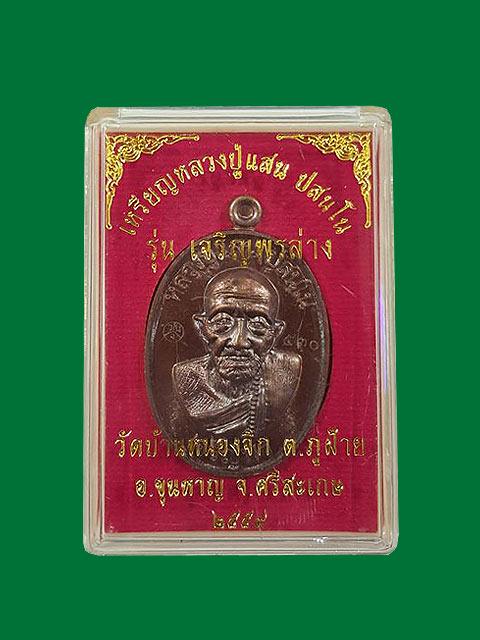 เหรียญหลวงปู่แสน ปสนฺโน
รุ่น เจริญพรล่าง
๕๓๐
วัดบ้านหนองจิก ต.ภูฝ้าย
อ.ขุนหาญ จ.ศรีสะเกษ
๒๕๕๙